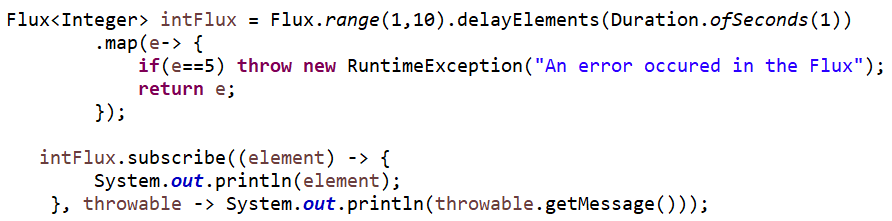 Flux<Integer> intFlux = Flux.range(1,10).delayElements(Duration.ofSeconds(1))
.map(e-> {
if(e==5) throw new RuntimeException("An error occured in the Flux");
return e;
});
intFlux.subscribe((element) -> {
System.out.println(element);
}, throwable -> System.out.println(throwable.getMessage()));